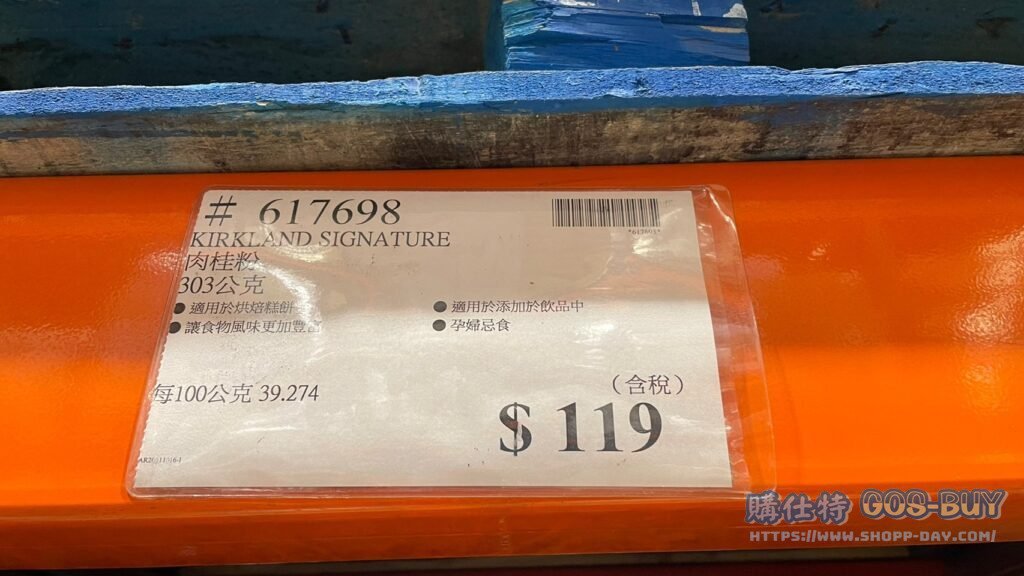 # 617698
KIRKLAND SIGNATURE
肉桂粉
303公克
● 適用於烘焙糕餅
● 適用於添加於飲品中
● 讓食物風味更加豐富
● 孕婦忌食
每100公克 39.274
（含稅）
$ 119
購仕特 GOS-BUY
HTTPS://WWW.SHOPP-DAY.COM/